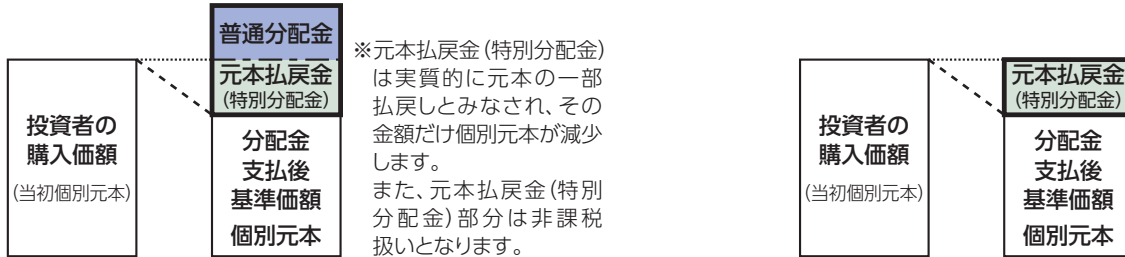 投資者の
購入価額
(当初個別元本)
普通分配金
元本払戻金
(特別分配金)
分配金
支払後
基準価額
個別元本
※元本払戻金(特別分配金)
は実質的に元本の一部
払戻しとみなされ、その
金額だけ個別元本が減少
します。
また、元本払戻金(特別
分配金)部分は非課税
扱いとなります。
投資者の
購入価額
(当初個別元本)
元本払戻金
(特別分配金)
分配金
支払後
基準価額
個別元本